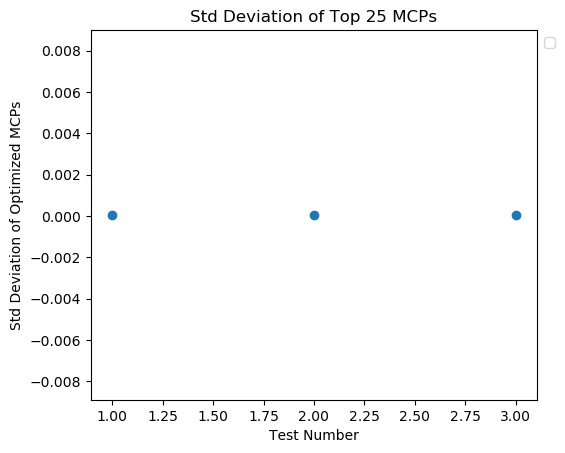 Std Deviation of Top 25 MCPs
0.008
0.006
0.004
0.002
0.000
−0.002
−0.004
−0.006
−0.008
Std Deviation of Optimized MCPs
1.00 1.25 1.50 1.75 2.00 2.25 2.50 2.75 3.00
Test Number